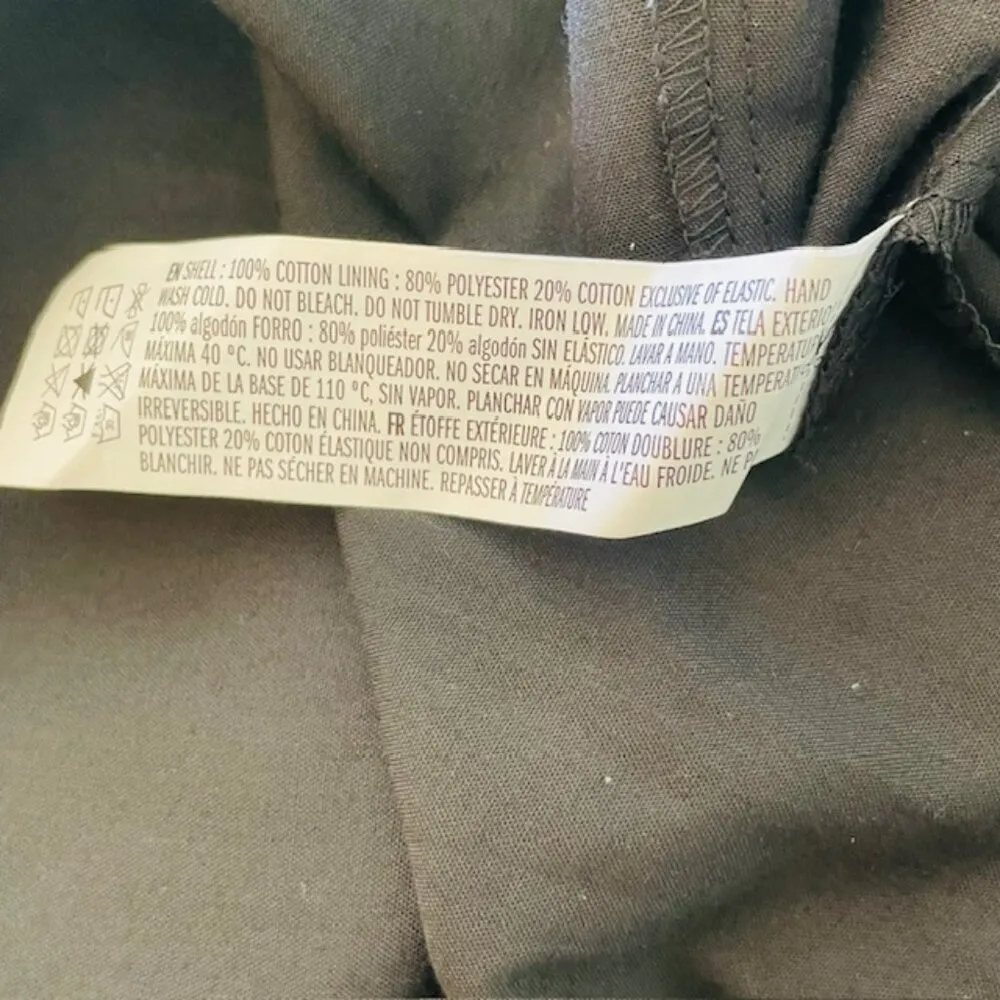 EN SHELL : 100% COTTON LINING : 80% POLYESTER 20% COTTON EXCLUSIVE OF ELASTIC. HAND
WASH COLD. DO NOT BLEACH. DO NOT TUMBLE DRY. IRON LOW. MADE IN CHINA. ES TELA EXTERIOR
100% algodón FORRO : 80% poliéster 20% algodón SIN ELÁSTICO. LAVAR A MANO. TEMPERATURA
MÁXIMA 40 °C. NO USAR BLANQUEADOR. NO SECAR EN MÁQUINA. PLANCHAR A UNA TEMPERATURA
MÁXIMA DE LA BASE DE 110 °C, SIN VAPOR. PLANCHAR CON VAPOR PUEDE CAUSAR DAÑO
IRREVERSIBLE. HECHO EN CHINA. FR ÉTOFFE EXTÉRIEURE : 100% COTON DOUBLURE : 80%
POLYESTER 20% COTON ÉLASTIQUE NON COMPRIS. LAVER À LA MAIN À L'EAU FROIDE. NE
BLANCHIR. NE PAS SÉCHER EN MACHINE. REPASSER À TEMPÉRATURE